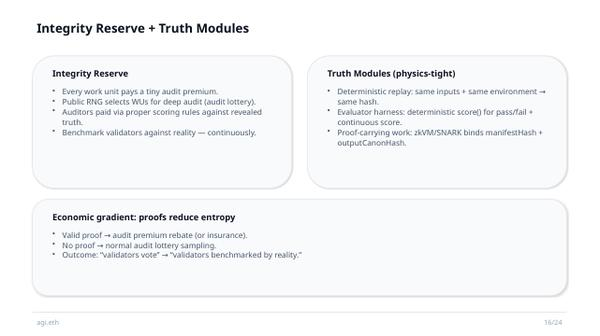 Integrity Reserve + Truth Modules
Integrity Reserve
• Every work unit pays a tiny audit premium.
• Public RNG selects WUs for deep audit (audit lottery).
• Auditors paid via proper scoring rules against revealed
truth.
• Benchmark validators against reality — continuously.
Truth Modules (physics-tight)
• Deterministic replay: same inputs + same environment →
same hash.
• Evaluator harness: deterministic score() for pass/fail +
continuous score.
• Proof-carrying work: zkVM/SNARK binds manifestHash +
outputCanonHash.
Economic gradient: proofs reduce entropy
• Valid proof → audit premium rebate (or insurance).
• No proof → normal audit lottery sampling.
• Outcome: “validators vote” → “validators benchmarked by reality.”
agi.eth
16/24